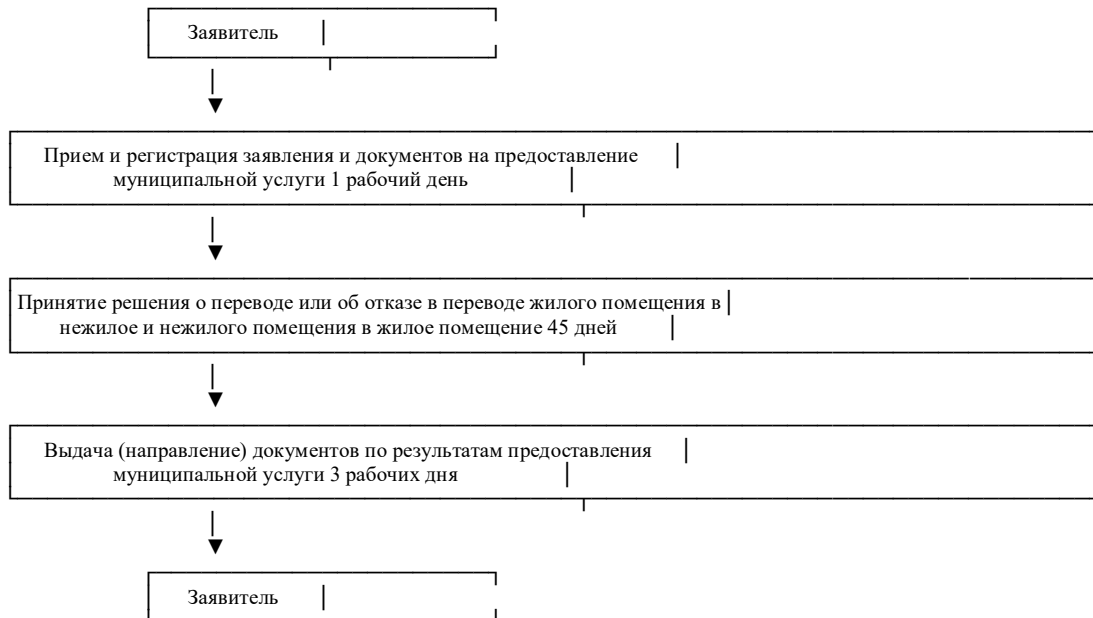 Заявитель
Прием и регистрация заявления и документов на предоставление
муниципальной услуги 1 рабочий день
Принятие решения о переводе или об отказе в переводе жилого помещения в
нежилое и нежилого помещения в жилое помещение 45 дней
Выдача (направление) документов по результатам предоставления
муниципальной услуги 3 рабочих дня
Заявитель